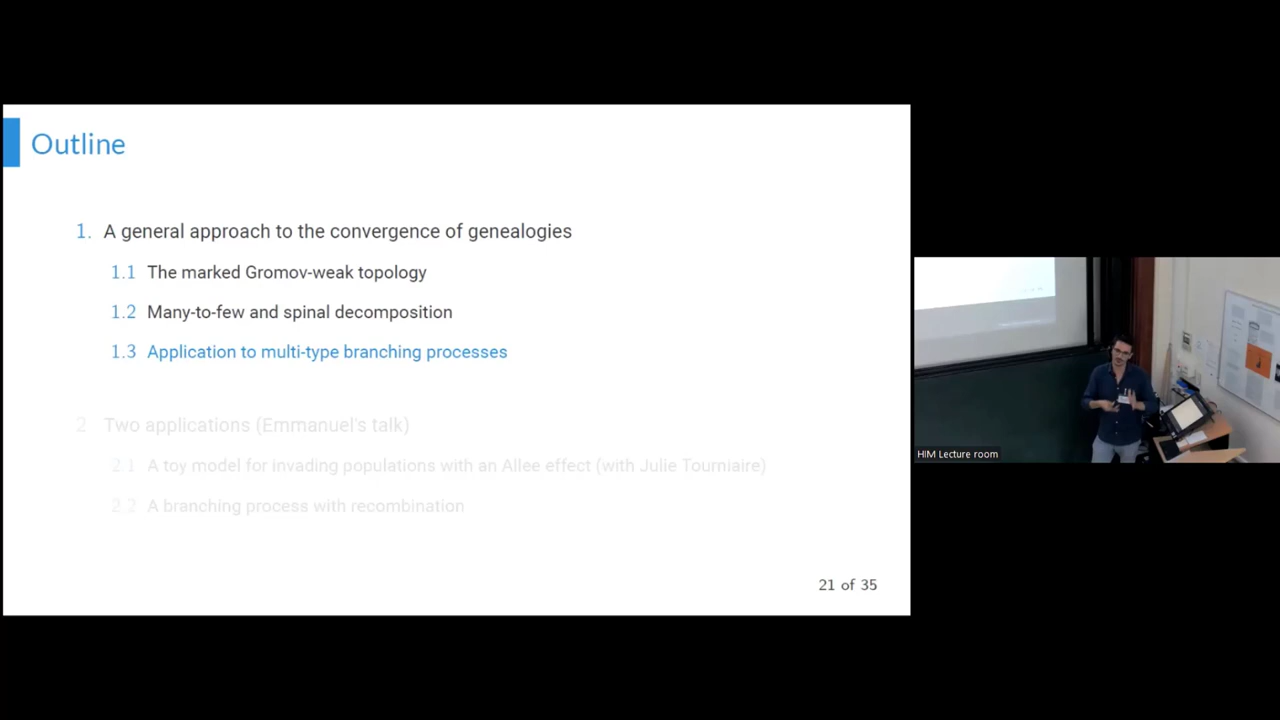 Outline
1. A general approach to the convergence of genealogies
1.1 The marked Gromov-weak topology
1.2 Many-to-few and spinal decomposition
1.3 Application to multi-type branching processes
2 Two applications (Emmanuel's talk)
2.1 A toy model for invading populations with an Allee effect (with Julie Tourniaire)
2.2 A branching process with recombination
21 of 35
HIM Lecture room